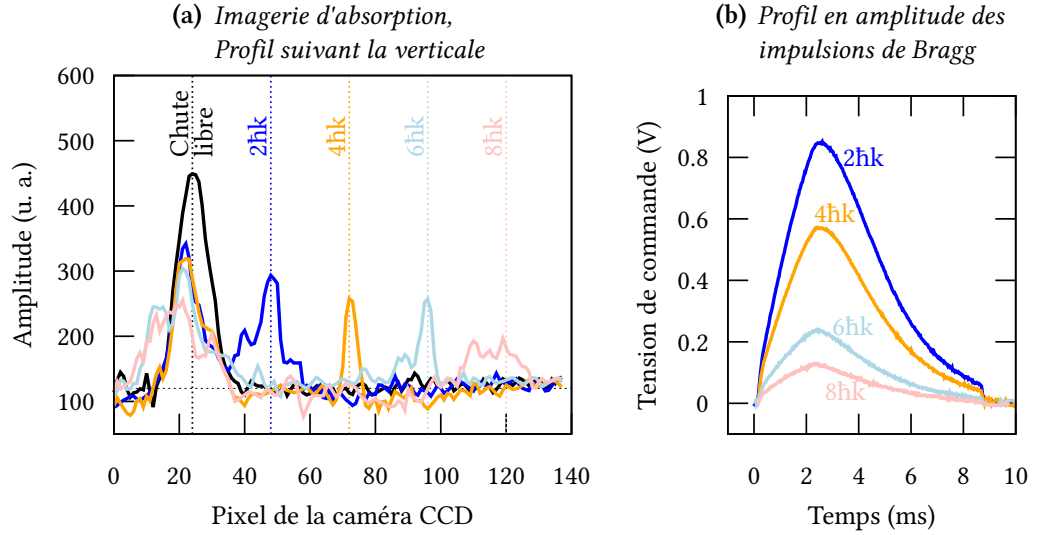 (a) Imagerie d'absorption,
Profil suivant la verticale
600
500
400
300
200
100
Amplitude (u. a.)
Chute
libre
2ħk
4ħk
6ħk
8ħk
0 20 40 60 80 100 120 140
Pixel de la caméra CCD
(b) Profil en amplitude des
impulsions de Bragg
1
0.8
0.6
0.4
0.2
0
Tension de commande (V)
2ħk
4ħk
6ħk
8ħk
0 2 4 6 8 10
Temps (ms)